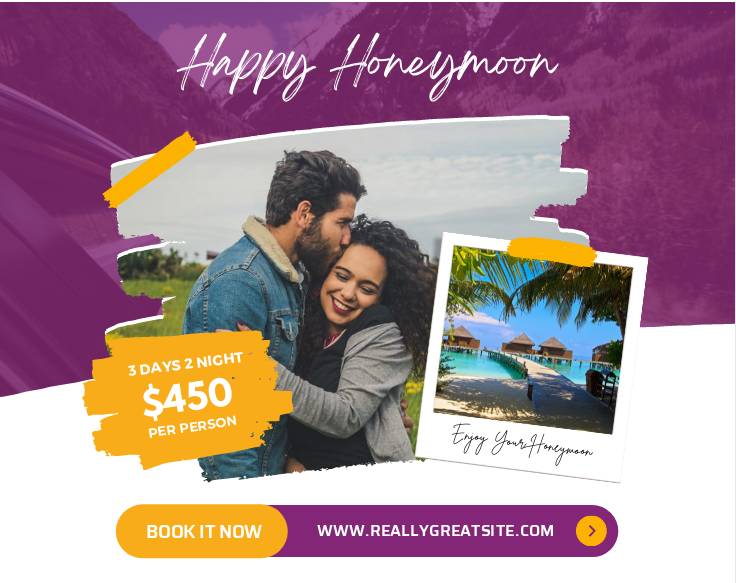 Happy Honeymoon
3 DAYS 2 NIGHT
$450
PER PERSON
Enjoy Your Honeymoon
BOOK IT NOW
WWW.REALLYGREATSITE.COM